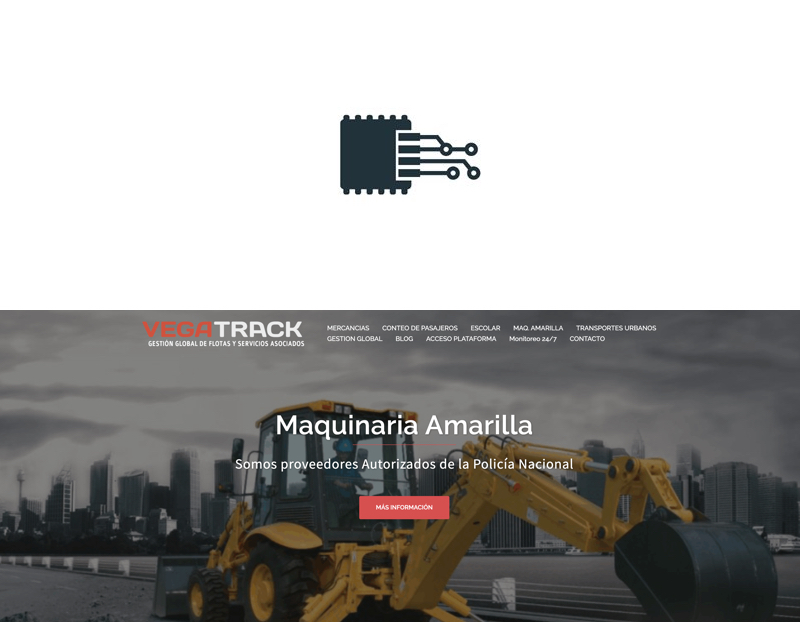 VEGATRACK
GESTIÓN GLOBAL DE FLOTAS Y SERVICIOS ASOCIADOS
MERCANCIAS CONTEO DE PASAJEROS ESCOLAR MAQ. AMARILLA TRANSPORTES URBANOS
GESTION GLOBAL BLOG ACCESO PLATAFORMA Monitoreo 24/7 CONTACTO
Maquinaria Amarilla
Somos proveedores Autorizados de la Policía Nacional
MÁS INFORMACIÓN